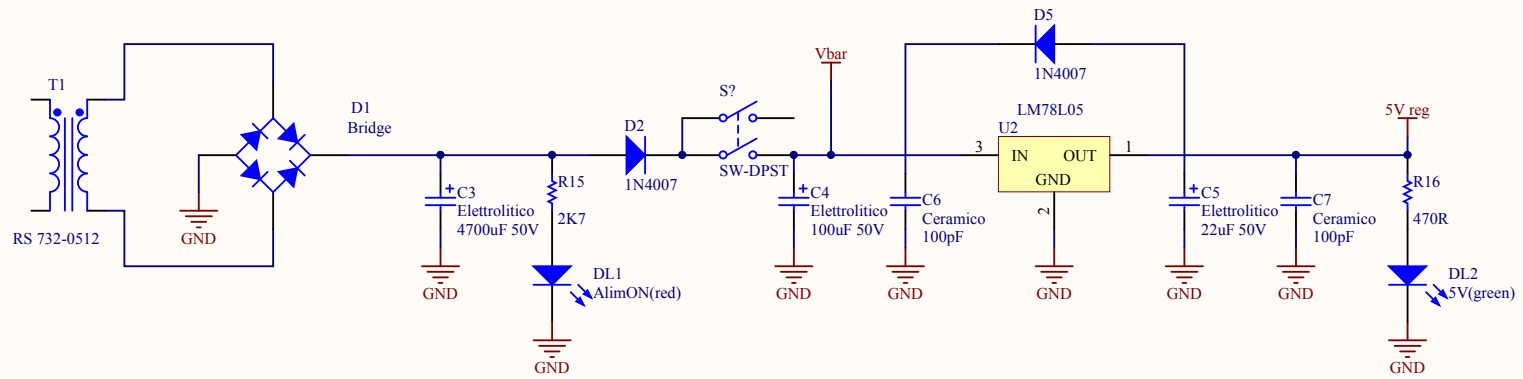 T1
RS 732-0512
GND
D1
Bridge
C3
Elettrolitico
4700uF 50V
GND
R15
2K7
DL1
AlimON(red)
GND
D2
1N4007
S?
SW-DPST
Vbar
C4
Elettrolitico
100uF 50V
GND
C6
Ceramico
100pF
GND
D5
1N4007
LM78L05
U2
3
IN
OUT
1
GND
2
GND
C5
Elettrolitico
22uF 50V
GND
C7
Ceramico
100pF
GND
5V reg
R16
470R
DL2
5V(green)
GND